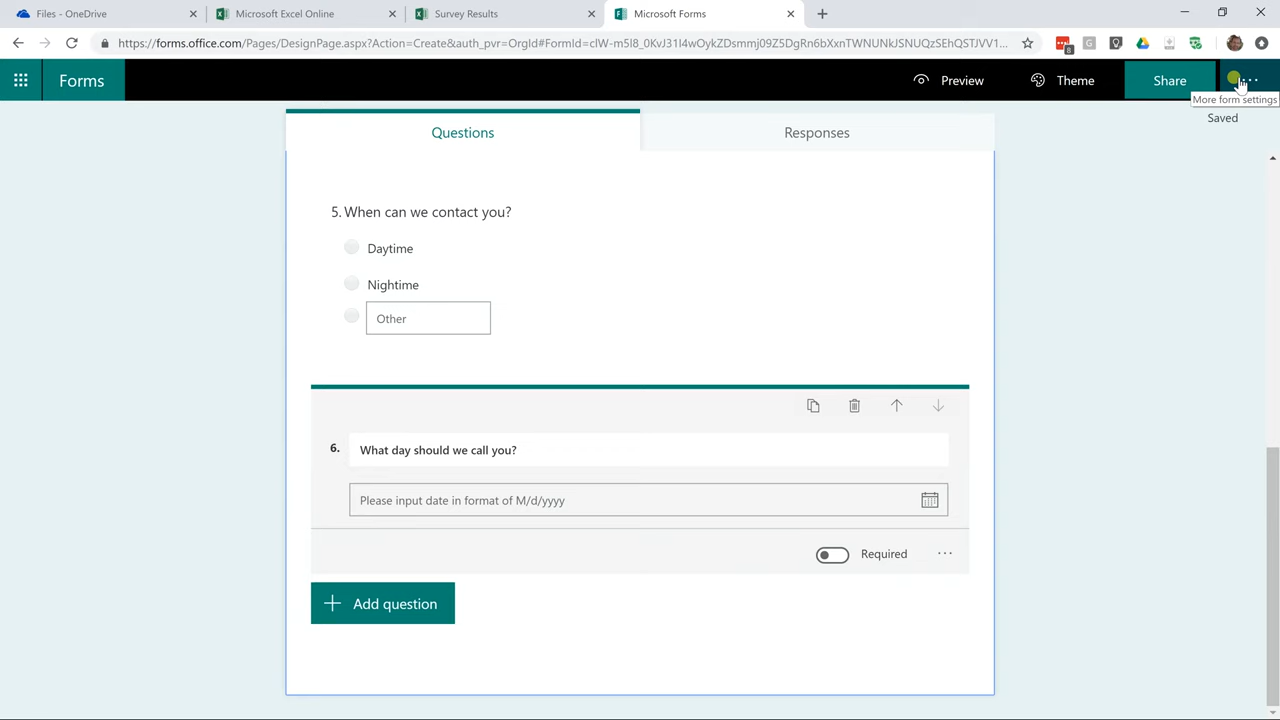 Files - OneDrive
Microsoft Excel Online
Survey Results
Microsoft Forms
https://forms.office.com/Pages/DesignPage.aspx?Action=Create&auth_pvr=OrgId#FormId=clW-m5l8_0KvJ31I4wOykZDsmmj09Z5DgRn6bXxnTWNUNkJSNUQzSEhQSTJVV1...
8
Forms
Preview
Theme
Share
More form settings
Saved
Questions
Responses
5. When can we contact you?
Daytime
Nightime
Other
6. What day should we call you?
Please input date in format of M/d/yyyy
Required
Add question